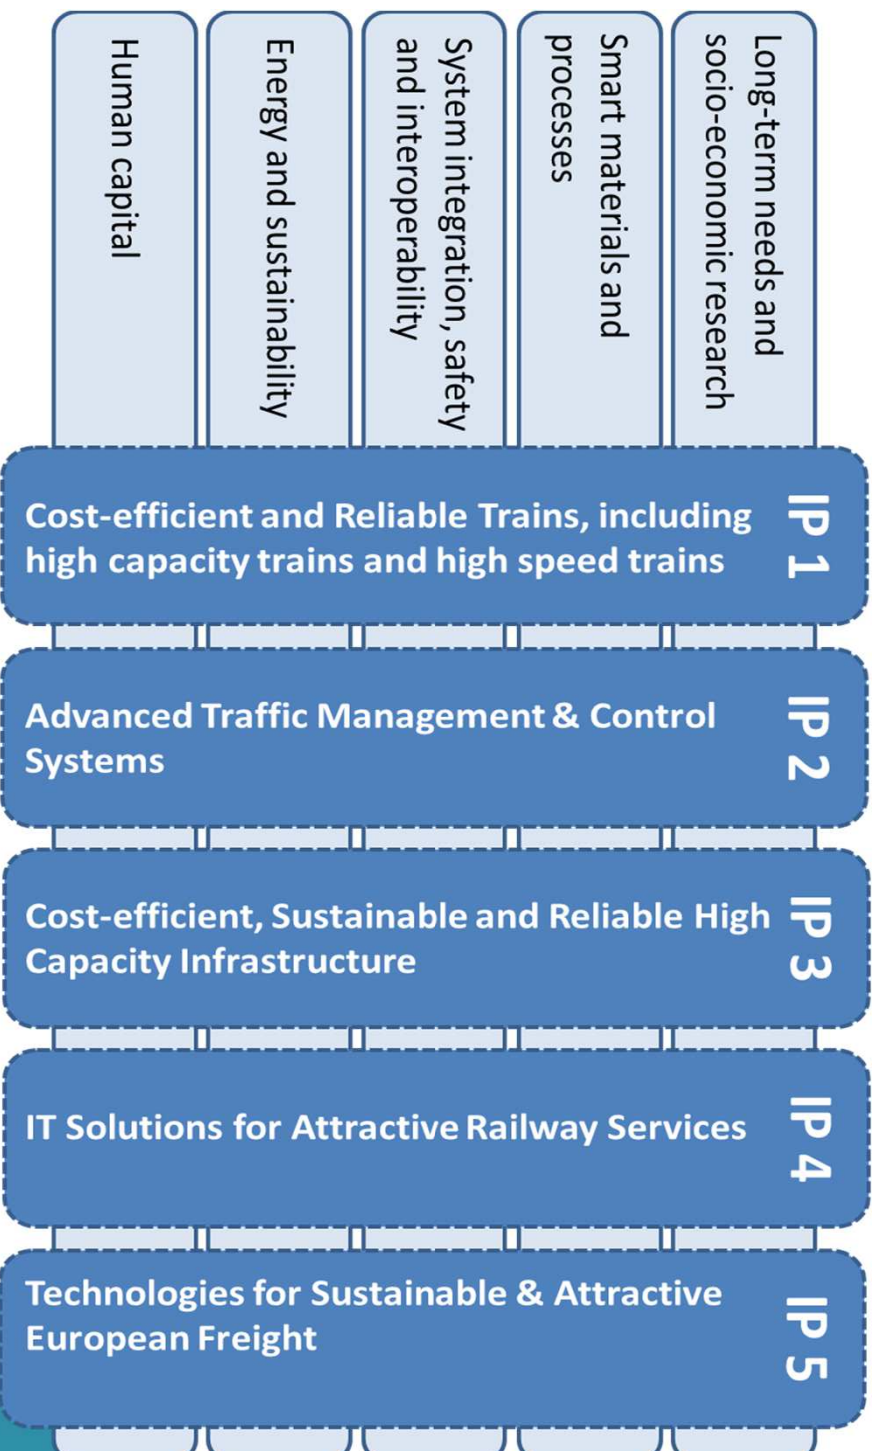 Long-term needs and
socio-economic research
Smart materials and
processes
System integration, safety
and interoperability
Energy and sustainability
Human capital
Cost-efficient and Reliable Trains, including
high capacity trains and high speed trains
IP 1
Advanced Traffic Management & Control
Systems
IP 2
Cost-efficient, Sustainable and Reliable High
Capacity Infrastructure
IP 3
IT Solutions for Attractive Railway Services
IP 4
Technologies for Sustainable & Attractive
European Freight
IP 5